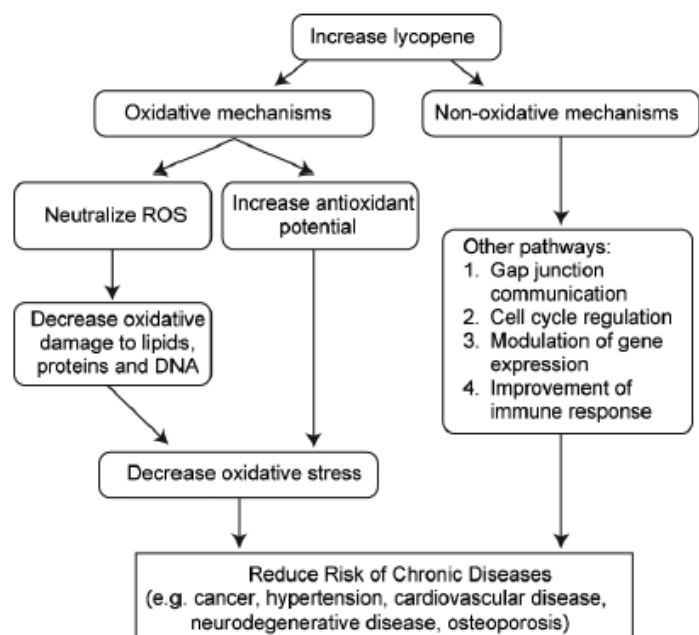 Increase lycopene
Oxidative mechanisms
Non-oxidative mechanisms
Neutralize ROS
Increase antioxidant
potential
Other pathways:
1. Gap junction
communication
2. Cell cycle regulation
3. Modulation of gene
expression
4. Improvement of
immune response
Decrease oxidative
damage to lipids,
proteins and DNA
Decrease oxidative stress
Reduce Risk of Chronic Diseases
(e.g. cancer, hypertension, cardiovascular disease,
neurodegenerative disease, osteoporosis)